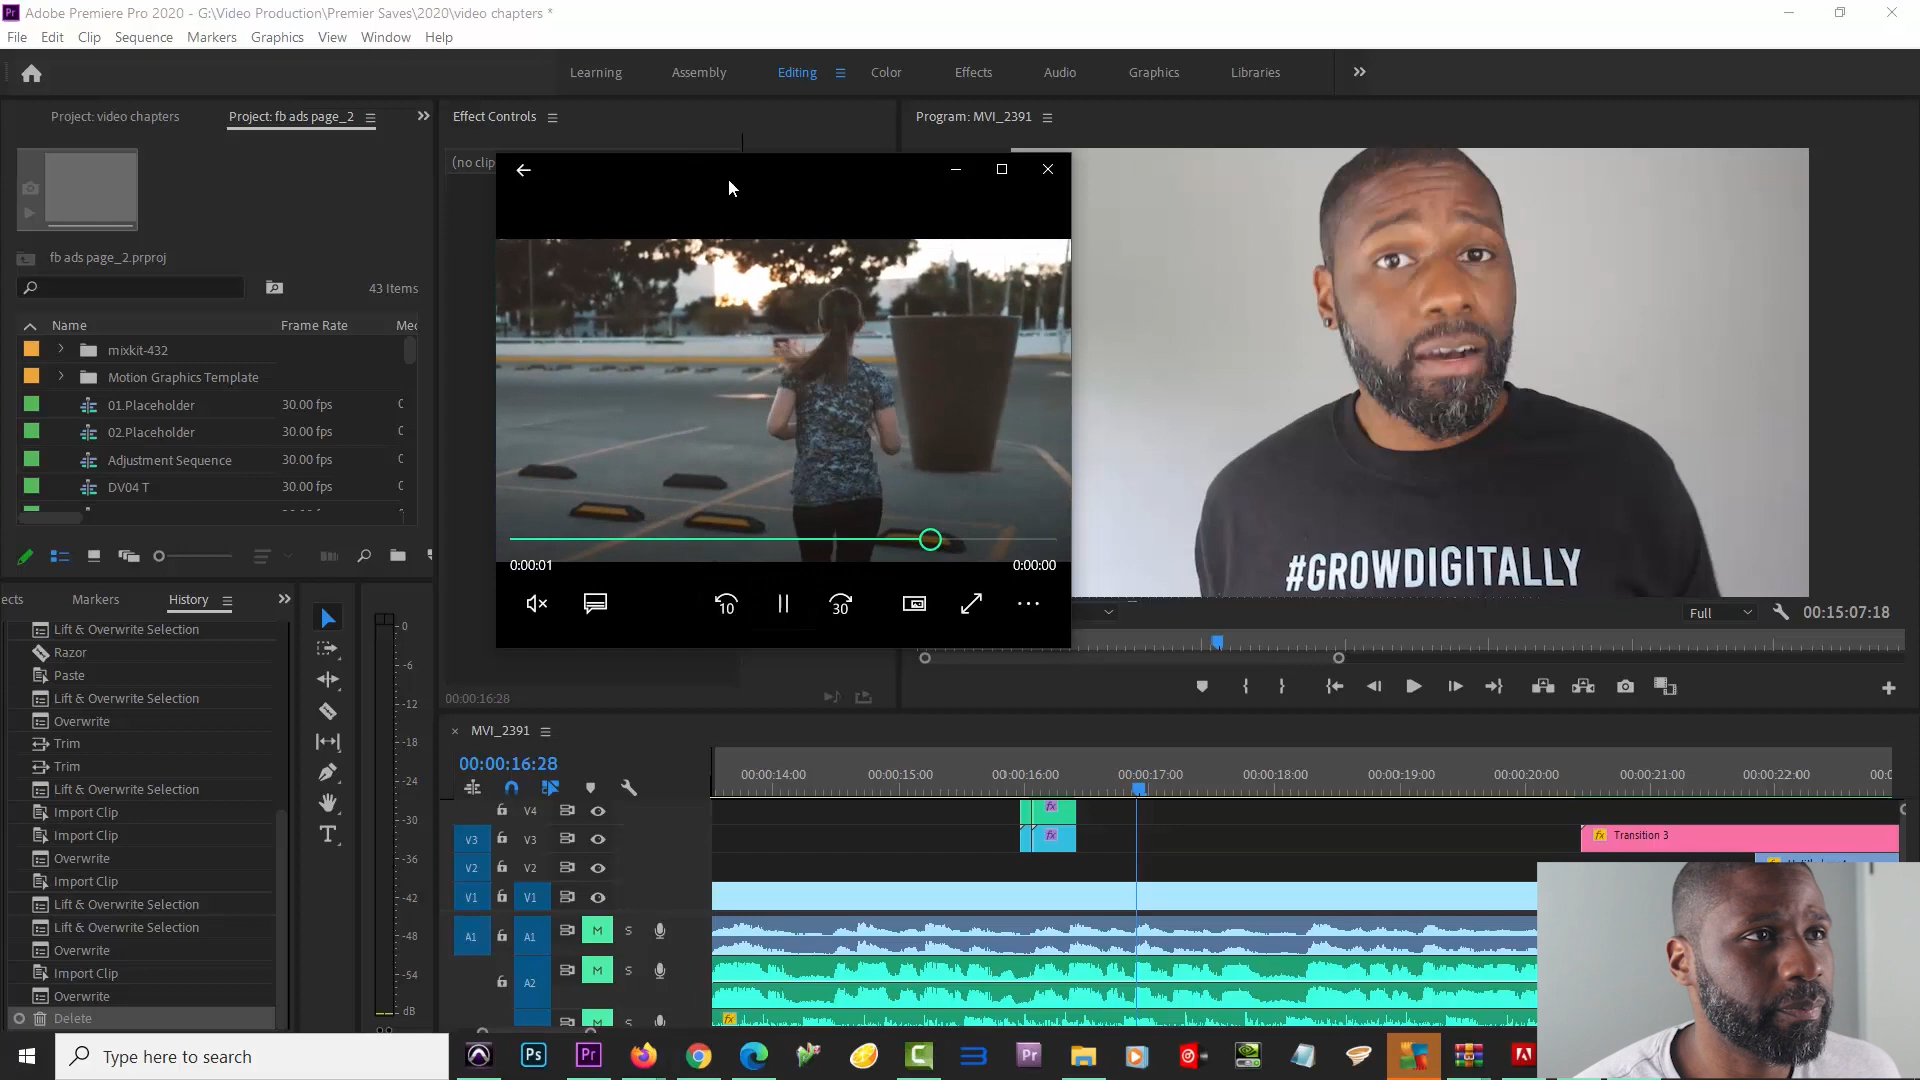 Adobe Premiere Pro 2020 - G:\Video Production\Premier Saves\2020\video chapters *
File Edit Clip Sequence Markers Graphics View Window Help
Learning Assembly Editing Color Effects Audio Graphics Libraries
Project: video chapters Project: fb ads page_2
Effect Controls
Program: MVI_2391
(no clip
fb ads page_2.prproj
43 Items
Name Frame Rate
mixkit-432
Motion Graphics Template
01.Placeholder 30.00 fps
02.Placeholder 30.00 fps
Adjustment Sequence 30.00 fps
DV04 T 30.00 fps
0:00:01 0:00:00
10 30
#GROWDIGITALLY
Full 00:15:07:18
00:00:16:28
ects Markers History
Lift & Overwrite Selection
Razor
Paste
Lift & Overwrite Selection
Overwrite
Trim
Trim
Lift & Overwrite Selection
Import Clip
Import Clip
Overwrite
Import Clip
Lift & Overwrite Selection
Lift & Overwrite Selection
Overwrite
Import Clip
Overwrite
Delete
0
-6
-12
-18
-24
-30
-36
-42
-48
-54
dB
MVI_2391
00:00:16:28
00:00:14:00 00:00:15:00 00:00:16:00 00:00:17:00 00:00:18:00 00:00:19:00 00:00:20:00 00:00:21:00 00:00:22:00 00:0
V4 fx
V3 V3 fx fx Transition 3
V2 V2
V1 V1
A1 A1 M S
A2 M S
fx
Type here to search
Ps Pr Pr